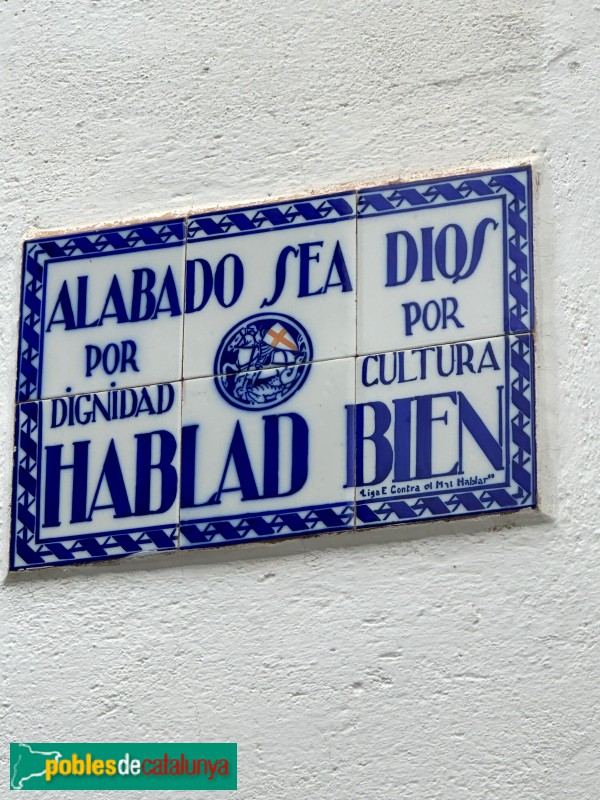 ALABADO SEA DIOS
POR DIGNIDAD
POR CULTURA
HABLAD BIEN
"Liga E. Contra el Mal Hablar"
poblesdecatalunya